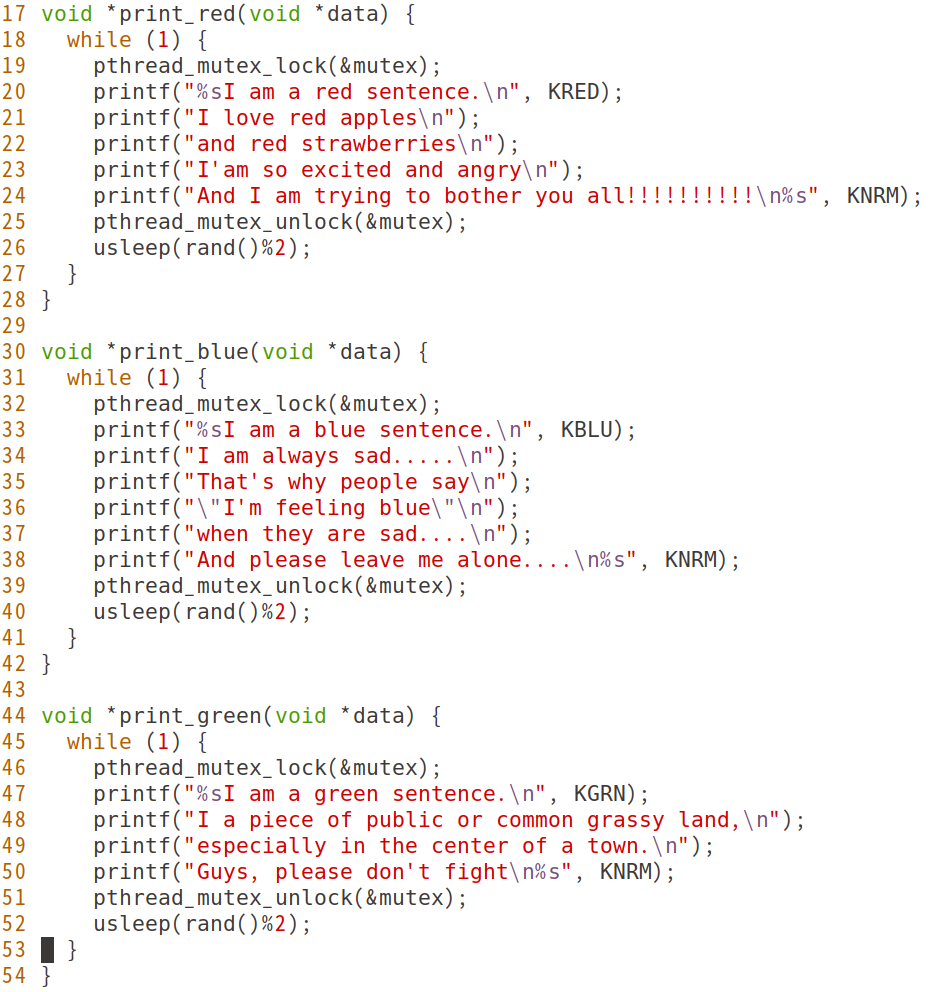 17 void *print_red(void *data) {
18   while (1) {
19     pthread_mutex_lock(&mutex);
20     printf("%sI am a red sentence.\n", KRED);
21     printf("I love red apples\n");
22     printf("and red strawberries\n");
23     printf("I'am so excited and angry\n");
24     printf("And I am trying to bother you all!!!!!!!!!!\n%s", KNRM);
25     pthread_mutex_unlock(&mutex);
26     usleep(rand()%2);
27   }
28 }
29
30 void *print_blue(void *data) {
31   while (1) {
32     pthread_mutex_lock(&mutex);
33     printf("%sI am a blue sentence.\n", KBLU);
34     printf("I am always sad.....\n");
35     printf("That's why people say\n");
36     printf("\"I'm feeling blue\"\n");
37     printf("when they are sad....\n");
38     printf("And please leave me alone....\n%s", KNRM);
39     pthread_mutex_unlock(&mutex);
40     usleep(rand()%2);
41   }
42 }
43
44 void *print_green(void *data) {
45   while (1) {
46     pthread_mutex_lock(&mutex);
47     printf("%sI am a green sentence.\n", KGRN);
48     printf("I a piece of public or common grassy land,\n");
49     printf("especially in the center of a town.\n");
50     printf("Guys, please don't fight\n%s", KNRM);
51     pthread_mutex_unlock(&mutex);
52     usleep(rand()%2);
53   }
54 }